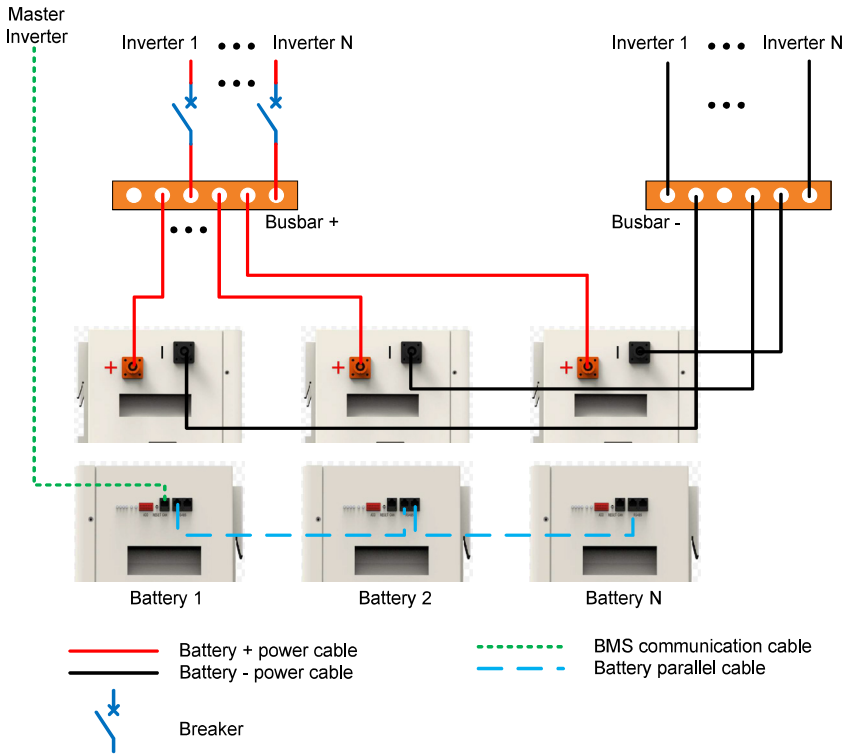 Master
Inverter
Inverter 1 ••• Inverter N
•••
Inverter 1 ••• Inverter N
•••
Busbar +
•••
Busbar -
+ I
+ I
+ I
Battery 1
Battery 2
Battery N
Battery + power cable
Battery - power cable
BMS communication cable
Battery parallel cable
Breaker